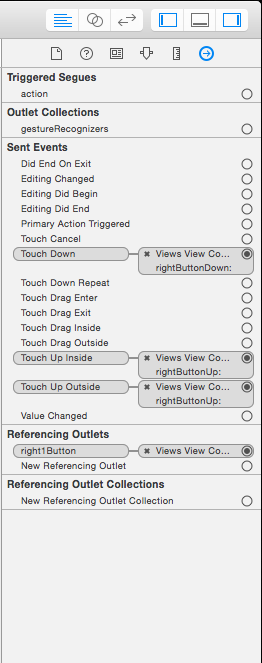 Triggered Segues
action
Outlet Collections
gestureRecognizers
Sent Events
Did End On Exit
Editing Changed
Editing Did Begin
Editing Did End
Primary Action Triggered
Touch Cancel
Touch Down Views View Co...
rightButtonDown:
Touch Down Repeat
Touch Drag Enter
Touch Drag Exit
Touch Drag Inside
Touch Drag Outside
Touch Up Inside Views View Co...
rightButtonUp:
Touch Up Outside Views View Co...
rightButtonUp:
Value Changed
Referencing Outlets
right1Button Views View Co...
New Referencing Outlet
Referencing Outlet Collections
New Referencing Outlet Collection